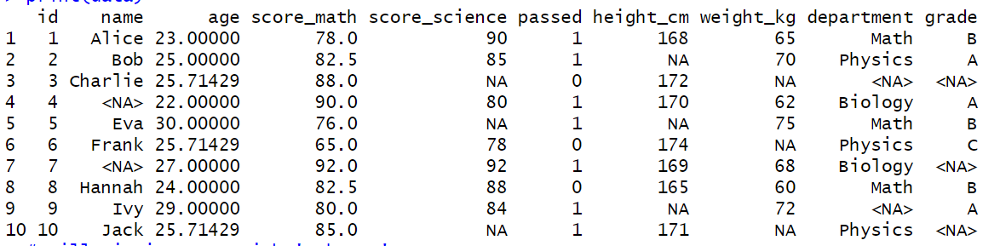 > print(data)
id name age score_math score_science passed height_cm weight_kg department grade
1 1 Alice 23.00000 78.0 90 1 168 65 Math B
2 2 Bob 25.00000 82.5 85 1 NA 70 Physics A
3 3 Charlie 25.71429 88.0 NA 0 172 NA <NA> <NA>
4 4 <NA> 22.00000 90.0 80 1 170 62 Biology A
5 5 Eva 30.00000 76.0 NA 1 NA 75 Math B
6 6 Frank 25.71429 65.0 78 0 174 NA Physics C
7 7 <NA> 27.00000 92.0 92 1 169 68 Biology <NA>
8 8 Hannah 24.00000 82.5 88 0 165 60 Math B
9 9 Ivy 29.00000 80.0 84 1 NA 72 <NA> A
10 10 Jack 25.71429 85.0 NA 1 171 NA Physics <NA>